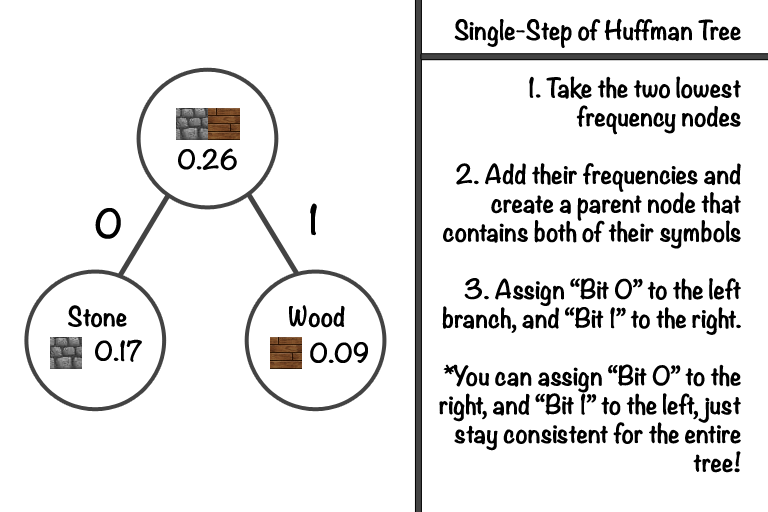 0.26
0
1
Stone
0.17
Wood
0.09
Single-Step of Huffman Tree
1. Take the two lowest
frequency nodes
2. Add their frequencies and
create a parent node that
contains both of their symbols
3. Assign “Bit 0” to the left
branch, and “Bit 1” to the right.
*You can assign “Bit 0” to the
right, and “Bit 1” to the left, just
stay consistent for the entire
tree!